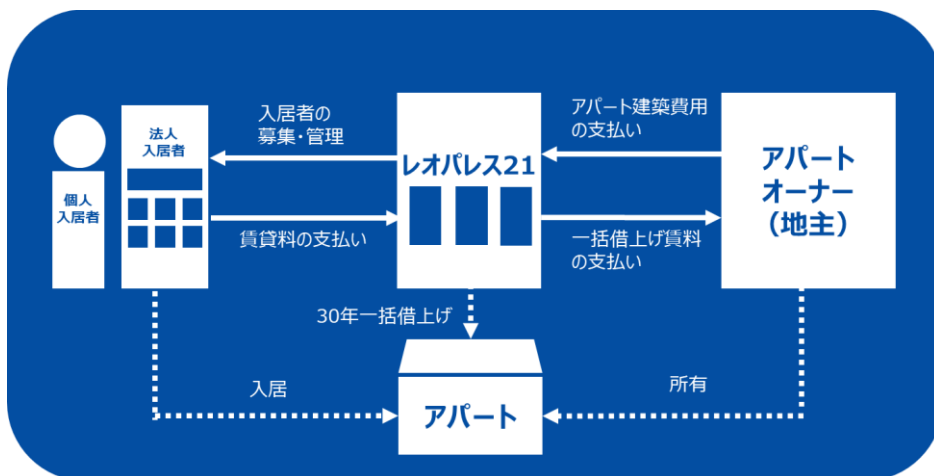 入居者の
募集・管理
アパート建築費用
の支払い
法人
入居者
個人
入居者
レオパレス21
アパート
オーナー
（地主）
賃貸料の支払い
一括借上げ賃料
の支払い
30年一括借上げ
入居
所有
アパート